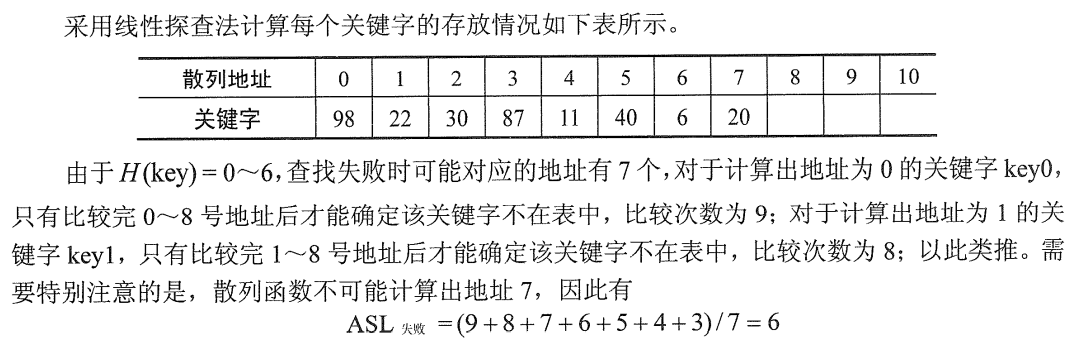 采用线性探查法计算每个关键字的存放情况如下表所示。
散列地址 0 1 2 3 4 5 6 7 8 9 10
关键字 98 22 30 87 11 40 6 20
由于 H(key) = 0～6,查找失败时可能对应的地址有 7 个,对于计算出地址为 0 的关键字 key0,
只有比较完 0～8 号地址后才能确定该关键字不在表中，比较次数为 9；对于计算出地址为 1 的关
键字 key1，只有比较完 1～8 号地址后才能确定该关键字不在表中，比较次数为 8；以此类推。需
要特别注意的是，散列函数不可能计算出地址 7，因此有
ASL失败 = (9 + 8 + 7 + 6 + 5 + 4 + 3) / 7 = 6